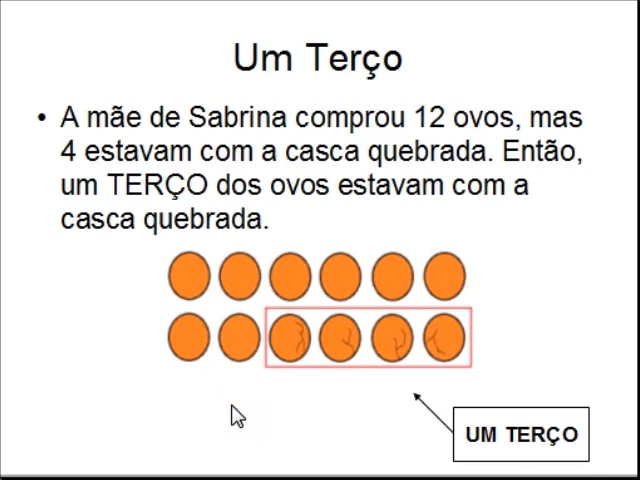 Um Terço
• A mãe de Sabrina comprou 12 ovos, mas
4 estavam com a casca quebrada. Então,
um TERÇO dos ovos estavam com a
casca quebrada.
UM TERÇO